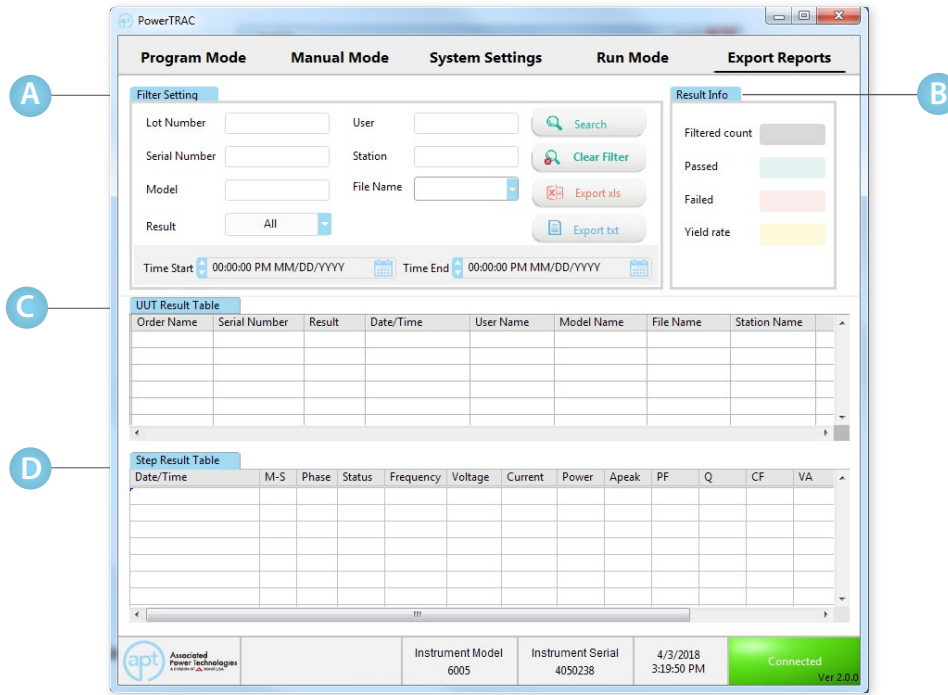 PowerTRAC
Program Mode Manual Mode System Settings Run Mode Export Reports
A
B
Filter Setting
Result Info
Lot Number User Search
Filtered count
Serial Number Station Clear Filter
Passed
Model File Name Export xls
Failed
Result All Export txt
Yield rate
Time Start 00:00:00 PM MM/DD/YYYY Time End 00:00:00 PM MM/DD/YYYY
C
UUT Result Table
Order Name Serial Number Result Date/Time User Name Model Name File Name Station Name
D
Step Result Table
Date/Time M-S Phase Status Frequency Voltage Current Power Apeak PF Q CF VA
apt Associated
Power Technologies
Instrument Model
6005
Instrument Serial
4050238
4/3/2018
3:19:50 PM
Connected
Ver 2.0.0